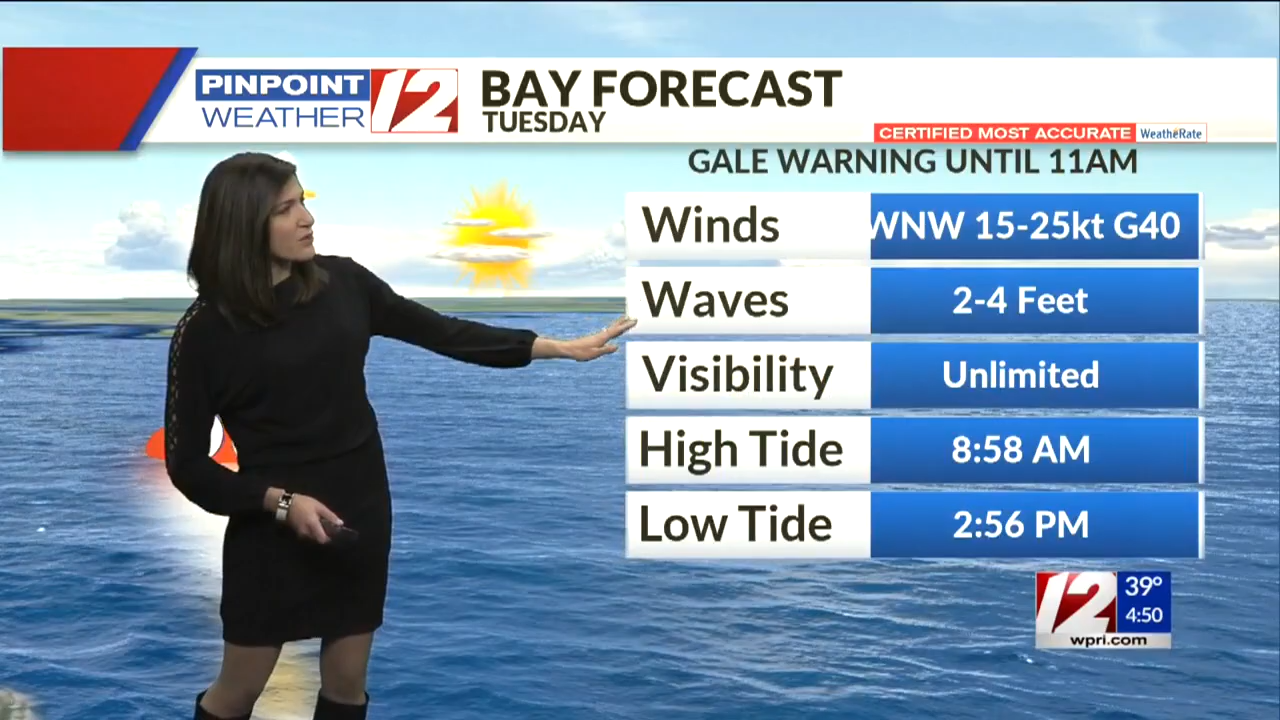 PINPOINT
WEATHER
12
BAY FORECAST
TUESDAY
CERTIFIED MOST ACCURATE WeatheRate
GALE WARNING UNTIL 11AM
Winds WNW 15-25kt G40
Waves 2-4 Feet
Visibility Unlimited
High Tide 8:58 AM
Low Tide 2:56 PM
12 39°
4:50
wpri.com